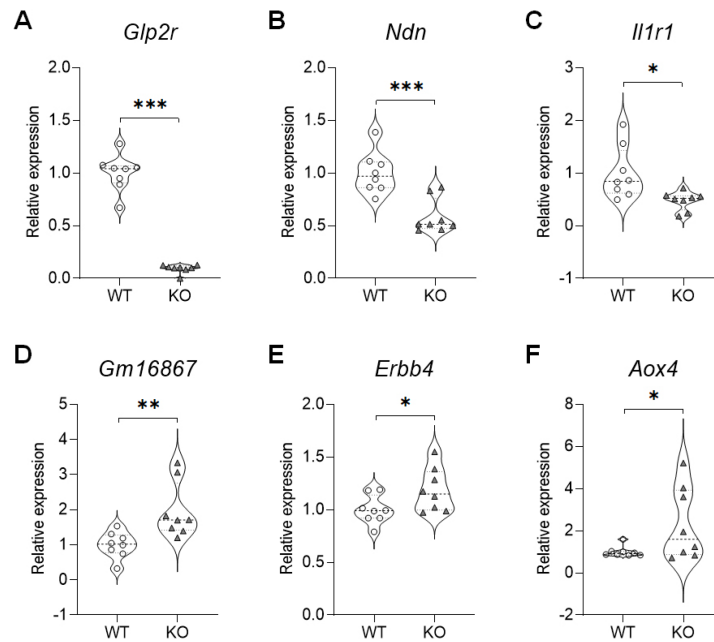 A
Glp2r
Relative expression
2.0
1.5
1.0
0.5
0.0
***
WT KO
B
Ndn
Relative expression
2.0
1.5
1.0
0.5
0.0
***
WT KO
C
Il1r1
Relative expression
3
2
1
0
-1
*
WT KO
D
Gm16867
Relative expression
5
4
3
2
1
0
-1
**
WT KO
E
Erbb4
Relative expression
2.0
1.5
1.0
0.5
0.0
*
WT KO
F
Aox4
Relative expression
8
6
4
2
0
-2
*
WT KO